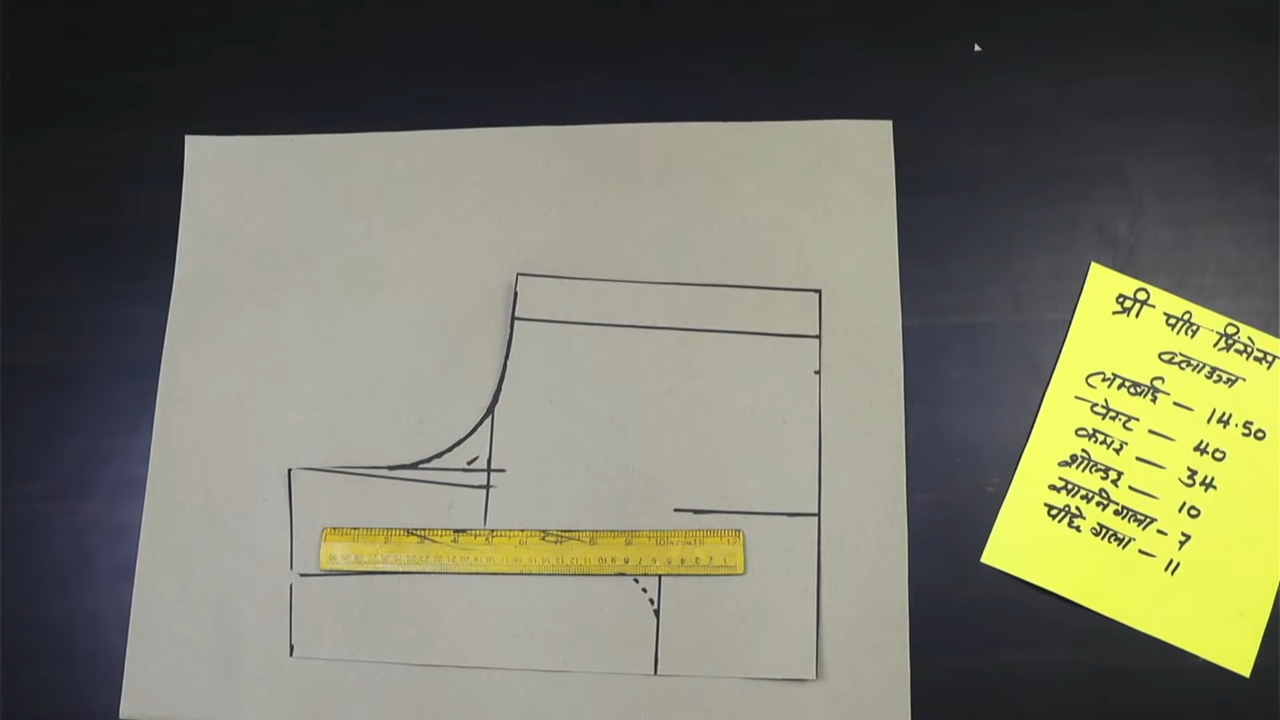 थ्री पीस प्रिंसेस
ब्लाउज
लम्बाई - 14.50
चेस्ट - 40
कमर - 34
शोल्डर - 10
सामने गला - 7
पीछे गला - 11